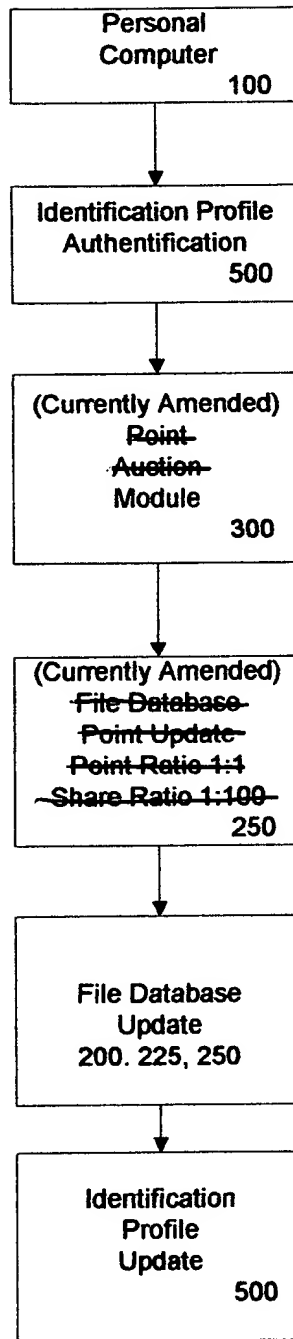 Personal
Computer
100
Identification Profile
Authentification
500
(Currently Amended)
Point
Auction
Module
300
(Currently Amended)
File Database
Point Update
Point Ratio 1:1
Share Ratio 1:100
250
File Database
Update
200. 225, 250
Identification
Profile
Update
500